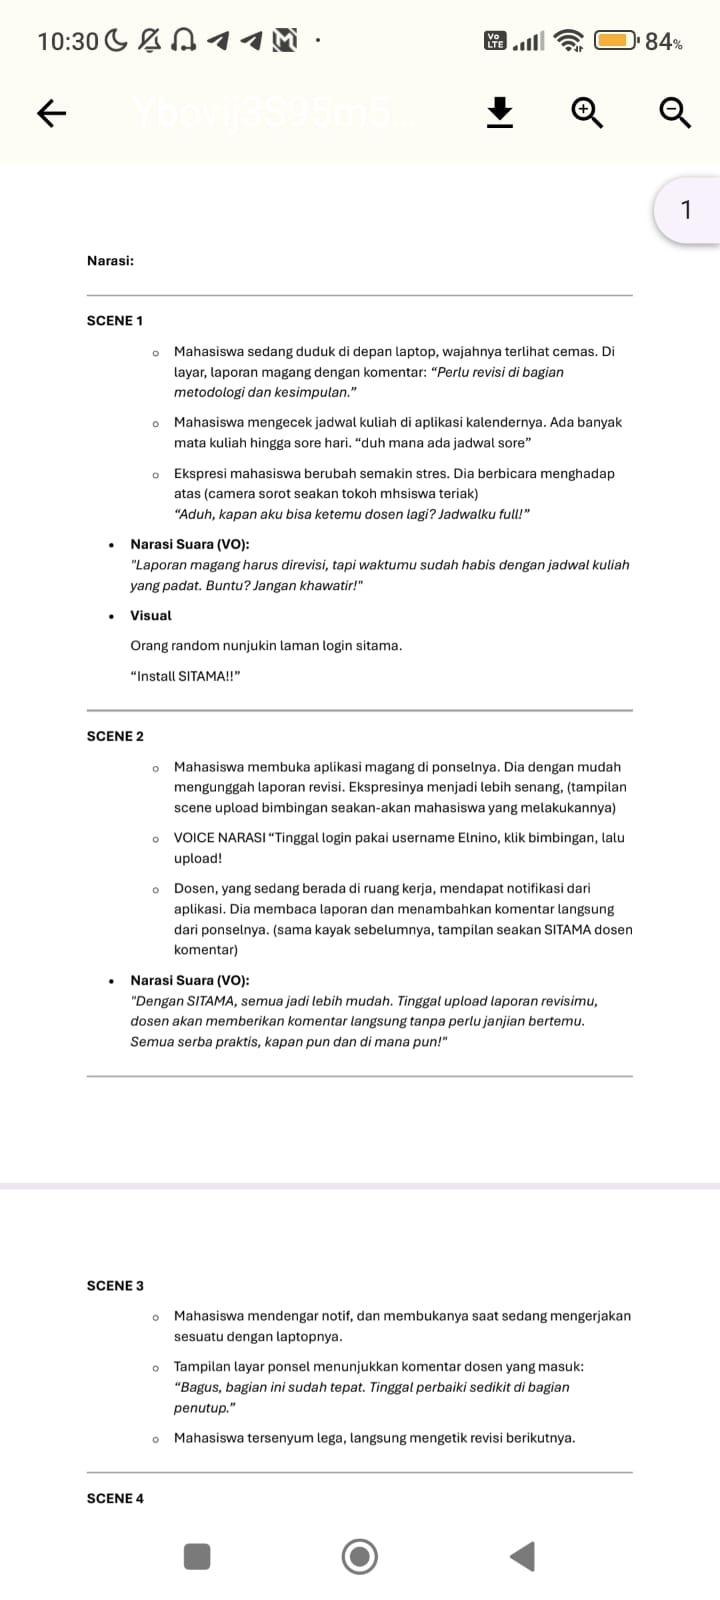 10:30
Vo
LTE
84%
Ybovij3S95m5...
1
Narasi:
SCENE 1
Mahasiswa sedang duduk di depan laptop, wajahnya terlihat cemas. Di
layar, laporan magang dengan komentar: “Perlu revisi di bagian
metodologi dan kesimpulan.”
Mahasiswa mengecek jadwal kuliah di aplikasi kalendernya. Ada banyak
mata kuliah hingga sore hari. “duh mana ada jadwal sore”
Ekspresi mahasiswa berubah semakin stres. Dia berbicara menghadap
atas (camera sorot seakan tokoh mhsiswa teriak)
“Aduh, kapan aku bisa ketemu dosen lagi? Jadwalku full!”
• Narasi Suara (VO):
"Laporan magang harus direvisi, tapi waktumu sudah habis dengan jadwal kuliah
yang padat. Buntu? Jangan khawatir!"
• Visual
Orang random nunjukin laman login sitama.
“Install SITAMA!!”
SCENE 2
Mahasiswa membuka aplikasi magang di ponselnya. Dia dengan mudah
mengunggah laporan revisi. Ekspresinya menjadi lebih senang, (tampilan
scene upload bimbingan seakan-akan mahasiswa yang melakukannya)
VOICE NARASI “Tinggal login pakai username Elnino, klik bimbingan, lalu
upload!
Dosen, yang sedang berada di ruang kerja, mendapat notifikasi dari
aplikasi. Dia membaca laporan dan menambahkan komentar langsung
dari ponselnya. (sama kayak sebelumnya, tampilan seakan SITAMA dosen
komentar)
• Narasi Suara (VO):
"Dengan SITAMA, semua jadi lebih mudah. Tinggal upload laporan revisimu,
dosen akan memberikan komentar langsung tanpa perlu janjian bertemu.
Semua serba praktis, kapan pun dan di mana pun!"
SCENE 3
Mahasiswa mendengar notif, dan membukanya saat sedang mengerjakan
sesuatu dengan laptopnya.
Tampilan layar ponsel menunjukkan komentar dosen yang masuk:
“Bagus, bagian ini sudah tepat. Tinggal perbaiki sedikit di bagian
penutup.”
Mahasiswa tersenyum lega, langsung mengetik revisi berikutnya.
SCENE 4